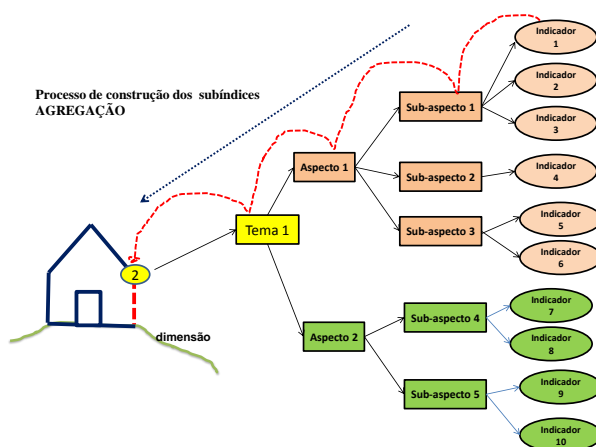 Processo de construção dos subíndices
AGREGAÇÃO
2
dimensão
Tema 1
Aspecto 1
Aspecto 2
Sub-aspecto 1
Sub-aspecto 2
Sub-aspecto 3
Sub-aspecto 4
Sub-aspecto 5
Indicador
1
Indicador
2
Indicador
3
Indicador
4
Indicador
5
Indicador
6
Indicador
7
Indicador
8
Indicador
9
Indicador
10